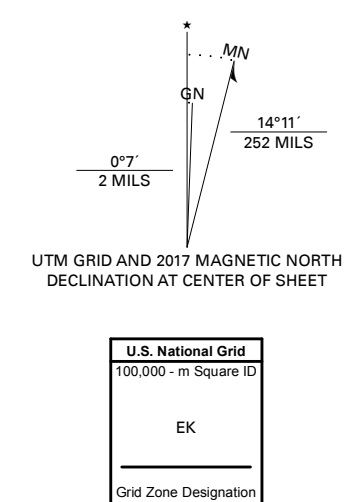 MN
GN
14°11´
252 MILS
0°7´
2 MILS
UTM GRID AND 2017 MAGNETIC NORTH
DECLINATION AT CENTER OF SHEET
U.S. National Grid
100,000 - m Square ID
EK
Grid Zone Designation